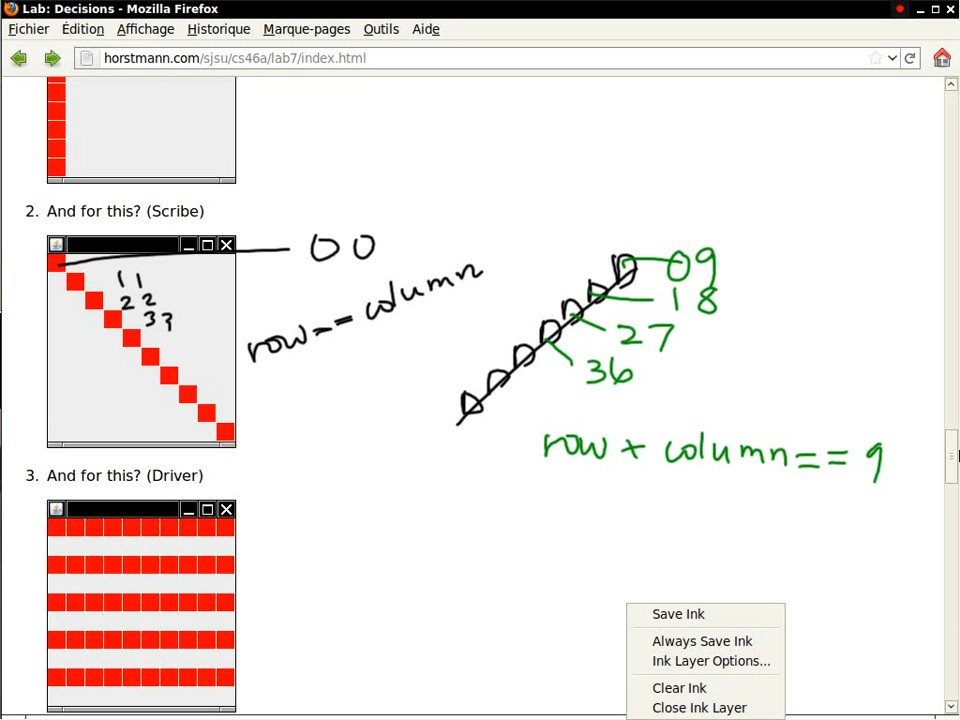 Lab: Decisions - Mozilla Firefox
Fichier Édition Affichage Historique Marque-pages Outils Aide
horstmann.com/sjsu/cs46a/lab7/index.html
2. And for this? (Scribe)
0 0
1 1
2 2
3 3
row == column
0 9
1 8
2 7
3 6
row + column == 9
3. And for this? (Driver)
Save Ink
Always Save Ink
Ink Layer Options...
Clear Ink
Close Ink Layer